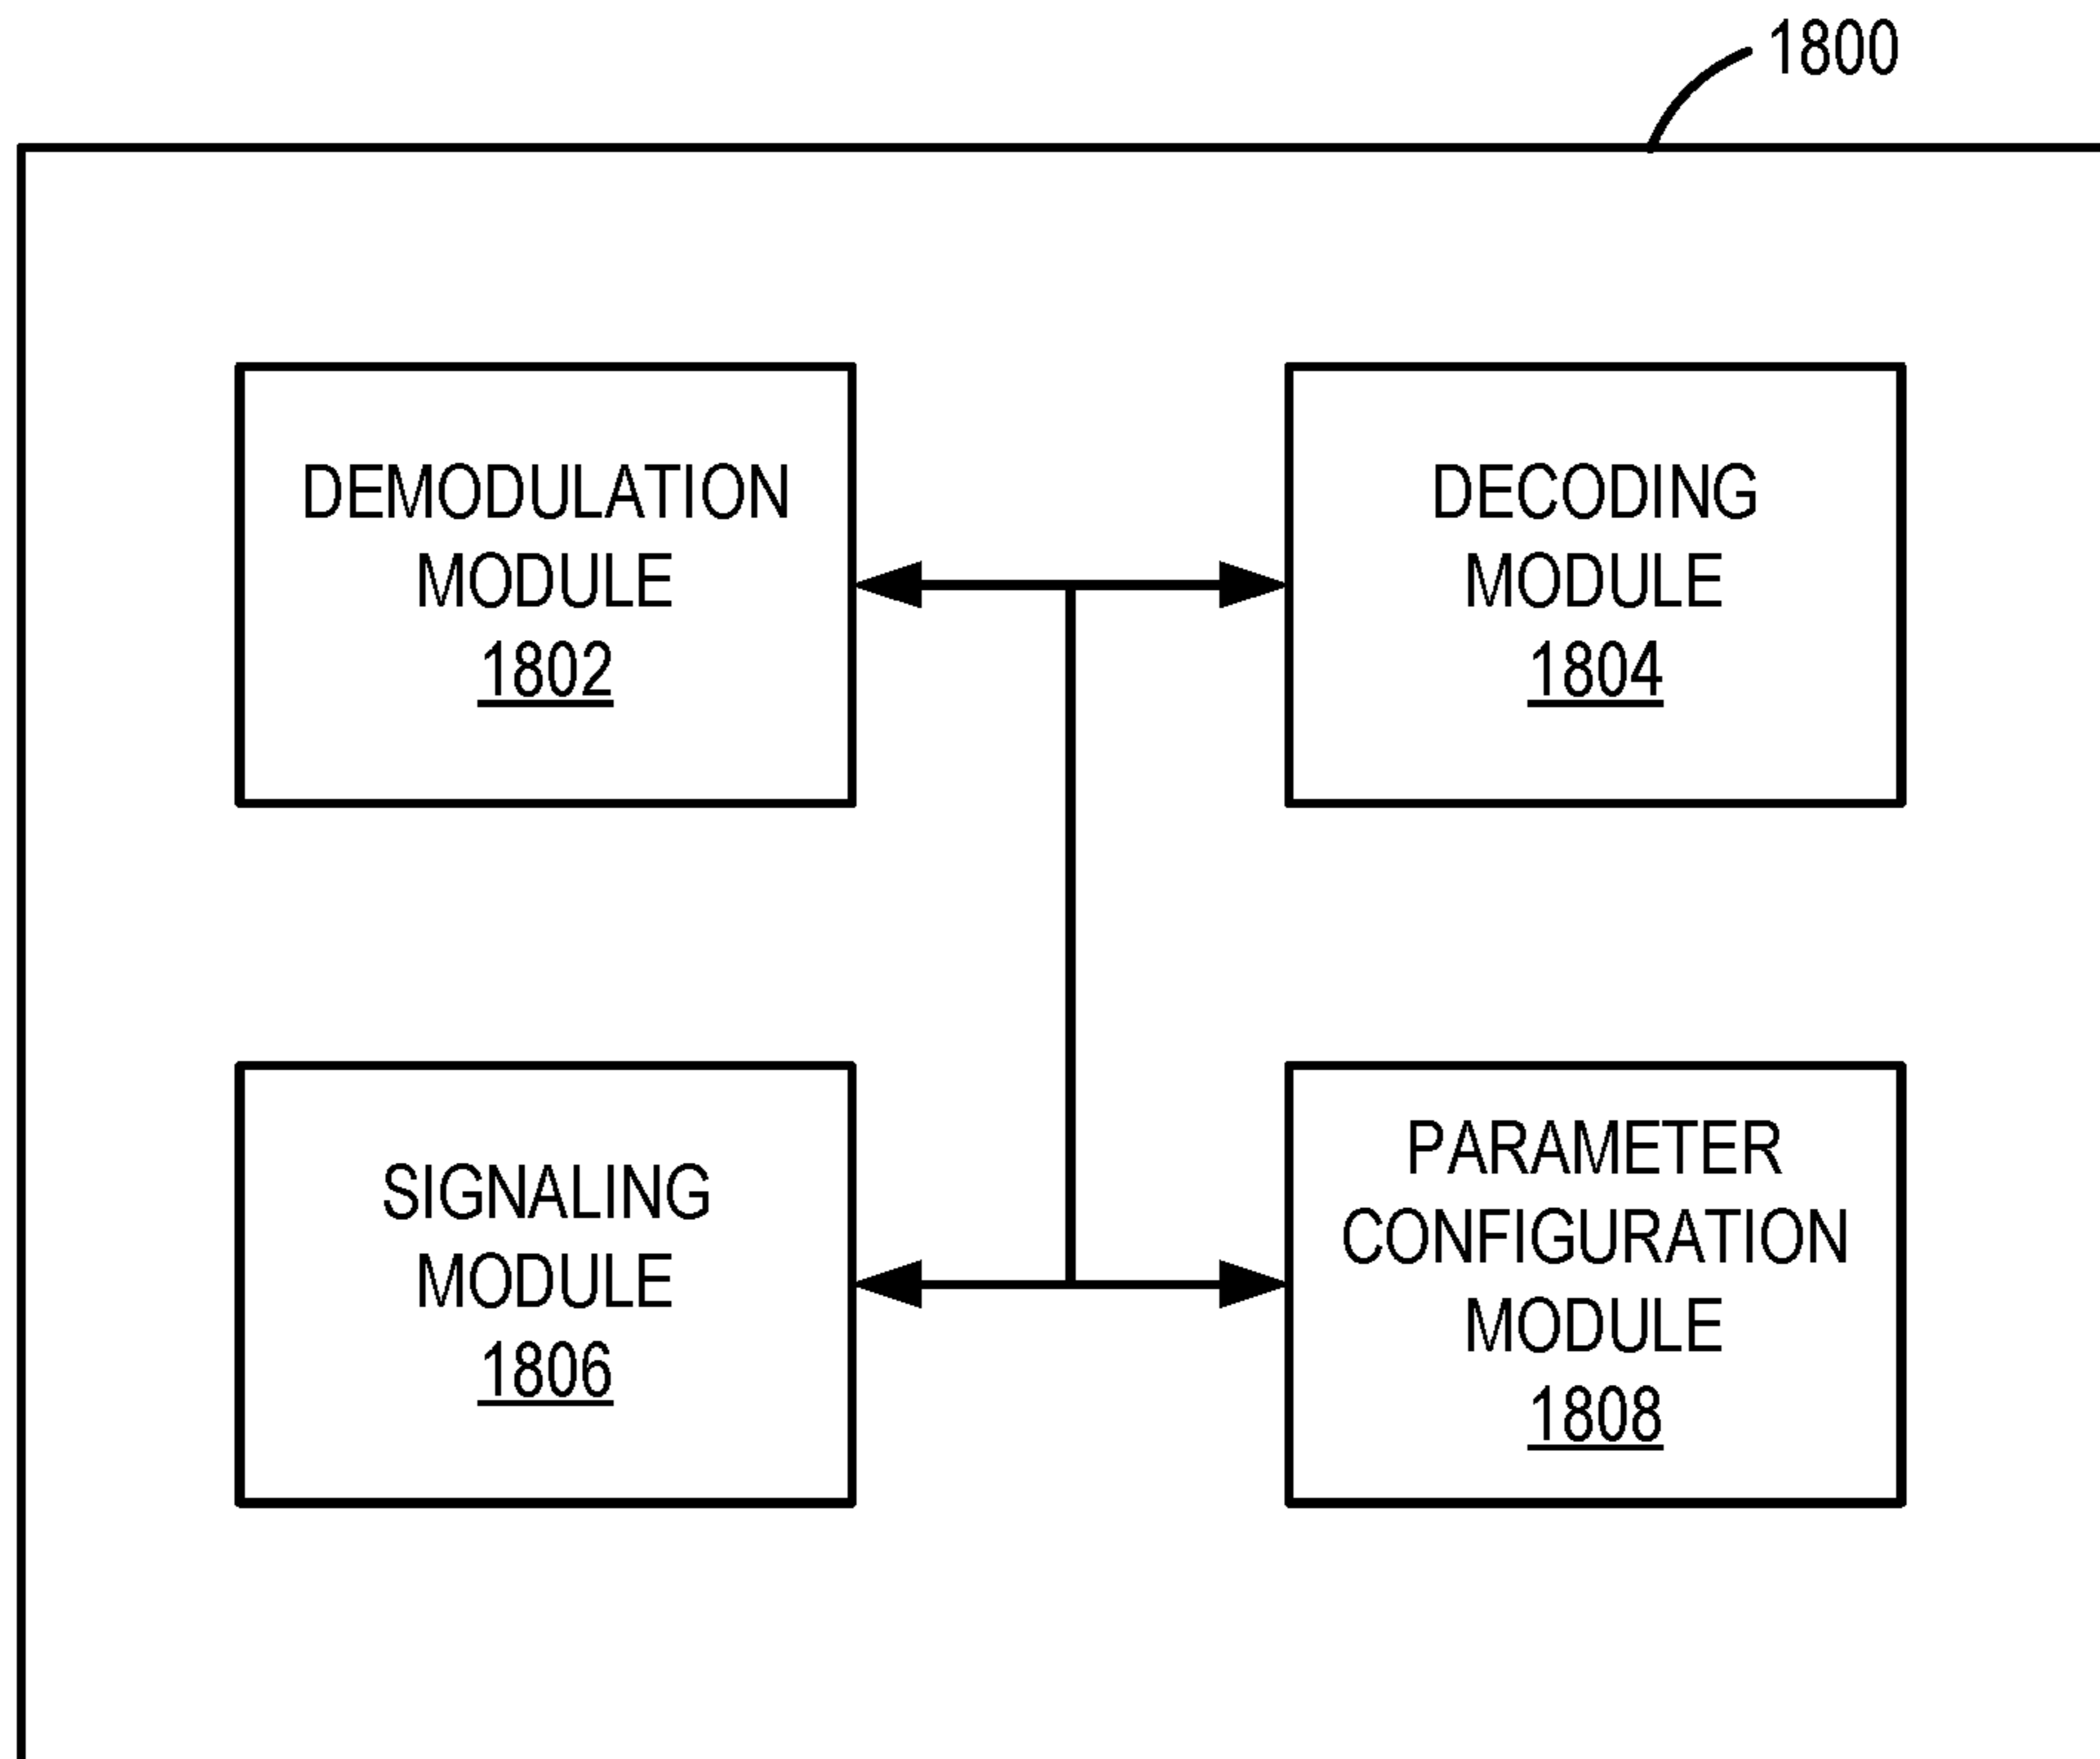 1800
DEMODULATION
MODULE
1802
DECODING
MODULE
1804
SIGNALING
MODULE
1806
PARAMETER
CONFIGURATION
MODULE
1808